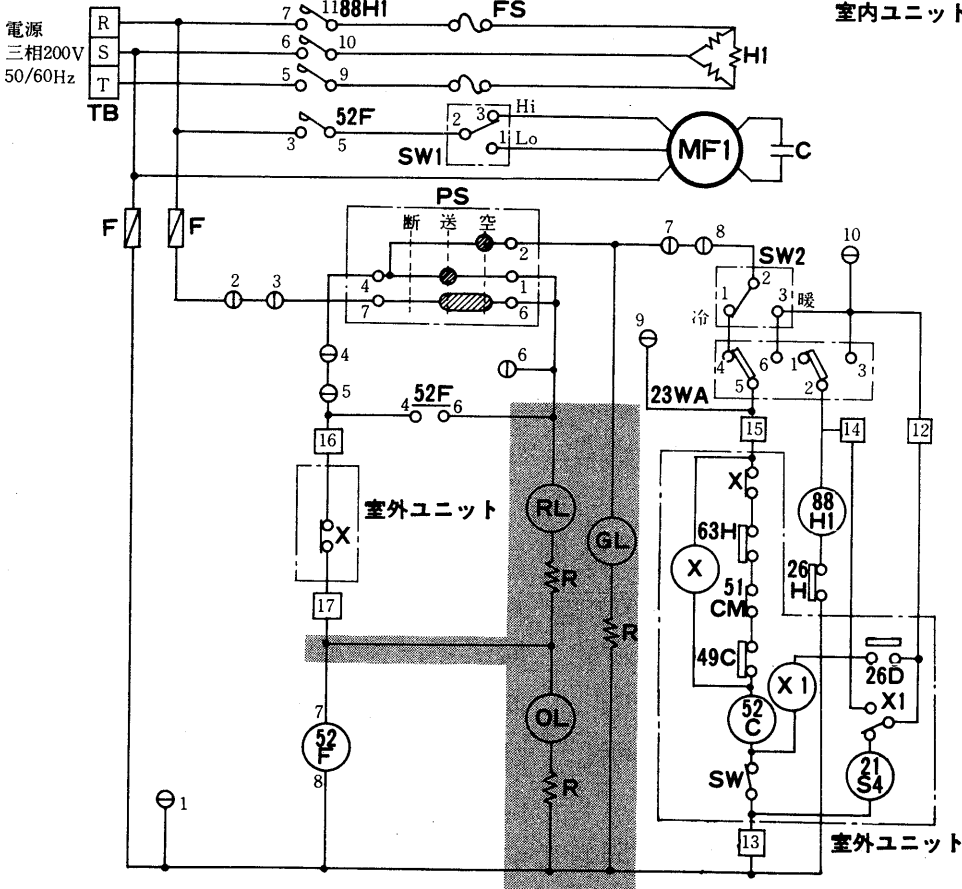 室内ユニット
電源
三相200V
50/60Hz
R
S
T
TB
7
11 88H1
FS
6
10
5
9
H1
3
52F
5
2
3
Hi
1
Lo
SW1
MF1
C
F
F
PS
断 送 空
2
4
1
7
6
2
3
4
5
6
4 52F 6
16
室外ユニット
X
17
7
52
F
8
1
RL
R
OL
R
GL
R
7
8
SW2
2
1
3
冷
暖
10
9
4
5
6
1
2
3
23WA
15
14
12
X
63H
51
CM
49C
X
52
C
SW
13
88
H1
26
H
X1
26D
X1
21
S4
室外ユニット